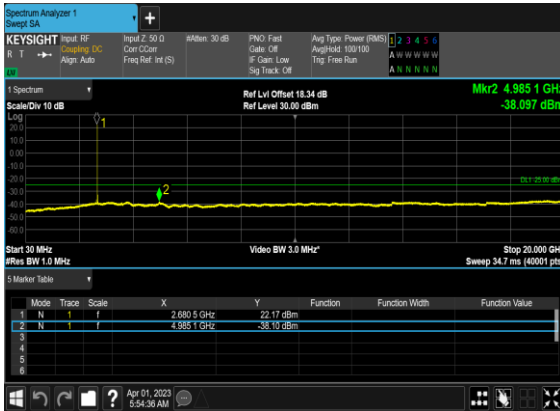 Spectrum Analyzer 1
Swept SA
+
KEYSIGHT Input: RF Input Z: 50 Ω #Atten: 30 dB PNO: Fast Avg Type: Power (RMS) 1 2 3 4 5 6
R T Coupling: DC Corr CCorr Gate: Off Avg|Hold: 100/100 A W W W W W
Align: Auto Freq Ref: Int (S) IF Gain: Low Trig: Free Run
Sig Track: Off A N N N N N
1 Spectrum
Ref Lvl Offset 18.34 dB Mkr2 4.985 1 GHz
Scale/Div 10 dB Ref Level 30.00 dBm -38.097 dBm
Log
1
20.0
10.0
0.00
-10.0
-20.0
DL1 -25.00 dBm
-30.0
2
-40.0
-50.0
-60.0
Start 30 MHz Video BW 3.0 MHz* Stop 20.000 GHz
#Res BW 1.0 MHz Sweep 34.7 ms (40001 pts)
5 Marker Table
Mode Trace Scale X Y Function Function Width Function Value
1 N 1 f 2.680 5 GHz 22.17 dBm
2 N 1 f 4.985 1 GHz -38.10 dBm
3
4
5
6
? Apr 01, 2023
5:54:36 AM